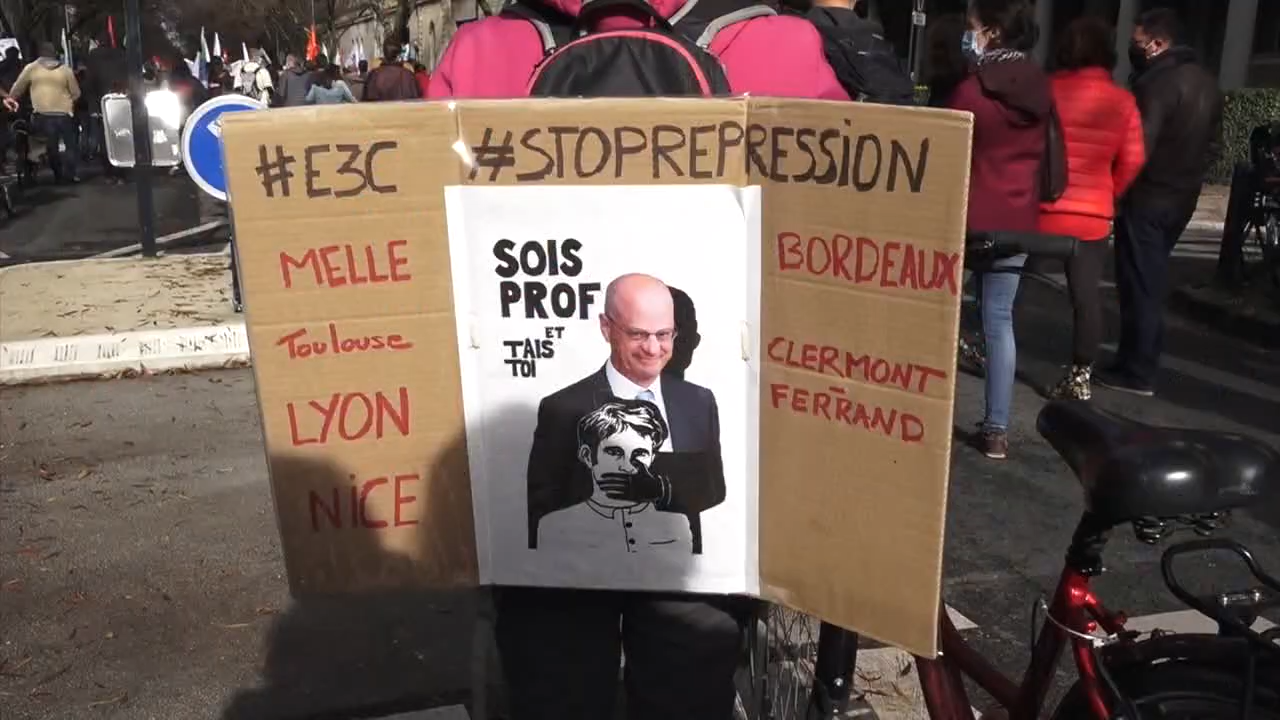 #E3C
#STOPREPRESSiON
MELLE
Toulouse
LYON
NiCE
SOIS
PROF
ET
TAIS
TOI
BORDEAUX
CLERMONT
-
FERRAND